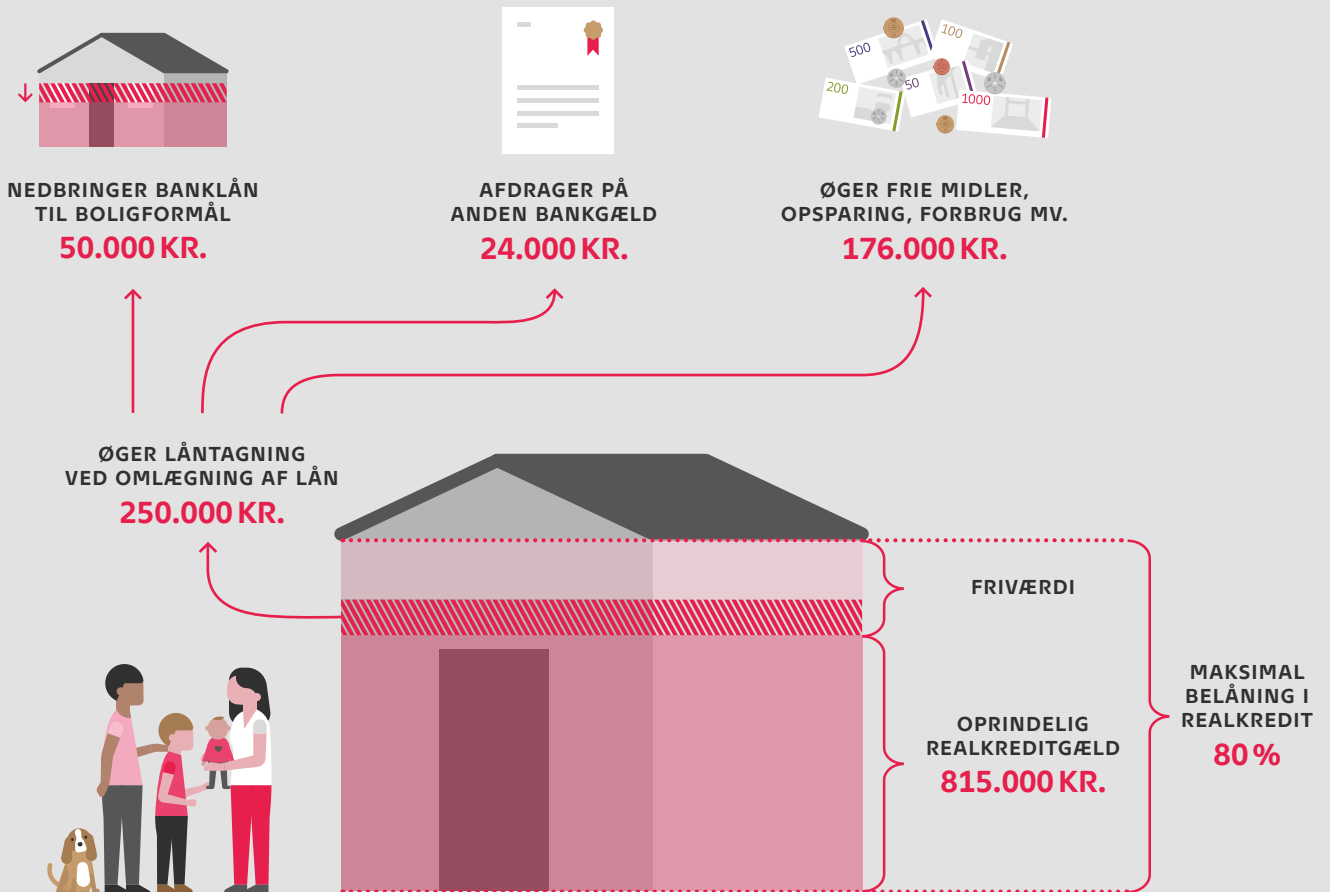 500
100
200
50
50
1000
NEDBRINGER BANKLÅN
TIL BOLIGFORMÅL
50.000 KR.
AFDRAGER PÅ
ANDEN BANKGÆLD
24.000 KR.
ØGER FRIE MIDLER,
OPSPARING, FORBRUG MV.
176.000 KR.
ØGER LÅNTAGNING
VED OMLÆGNING AF LÅN
250.000 KR.
FRIVÆRDI
OPRINDELIG
REALKREDITGÆLD
815.000 KR.
MAKSIMAL
BELÅNING I
REALKREDIT
80 %